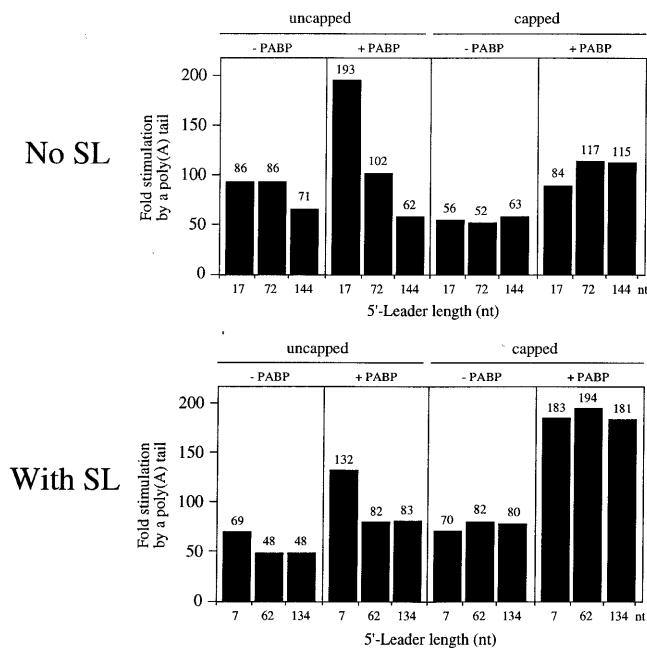 uncapped capped
- PABP + PABP - PABP + PABP
No SL
Fold stimulation
by a poly(A) tail
200
150
100
50
0
86 86 71 193 102 62 56 52 63 84 117 115
17 72 144 17 72 144 17 72 144 17 72 144 nt
5'-Leader length (nt)
uncapped capped
- PABP + PABP - PABP + PABP
With SL
Fold stimulation
by a poly(A) tail
200
150
100
50
0
69 48 48 132 82 83 70 82 80 183 194 181
7 62 134 7 62 134 7 62 134 7 62 134 nt
5'-Leader length (nt)